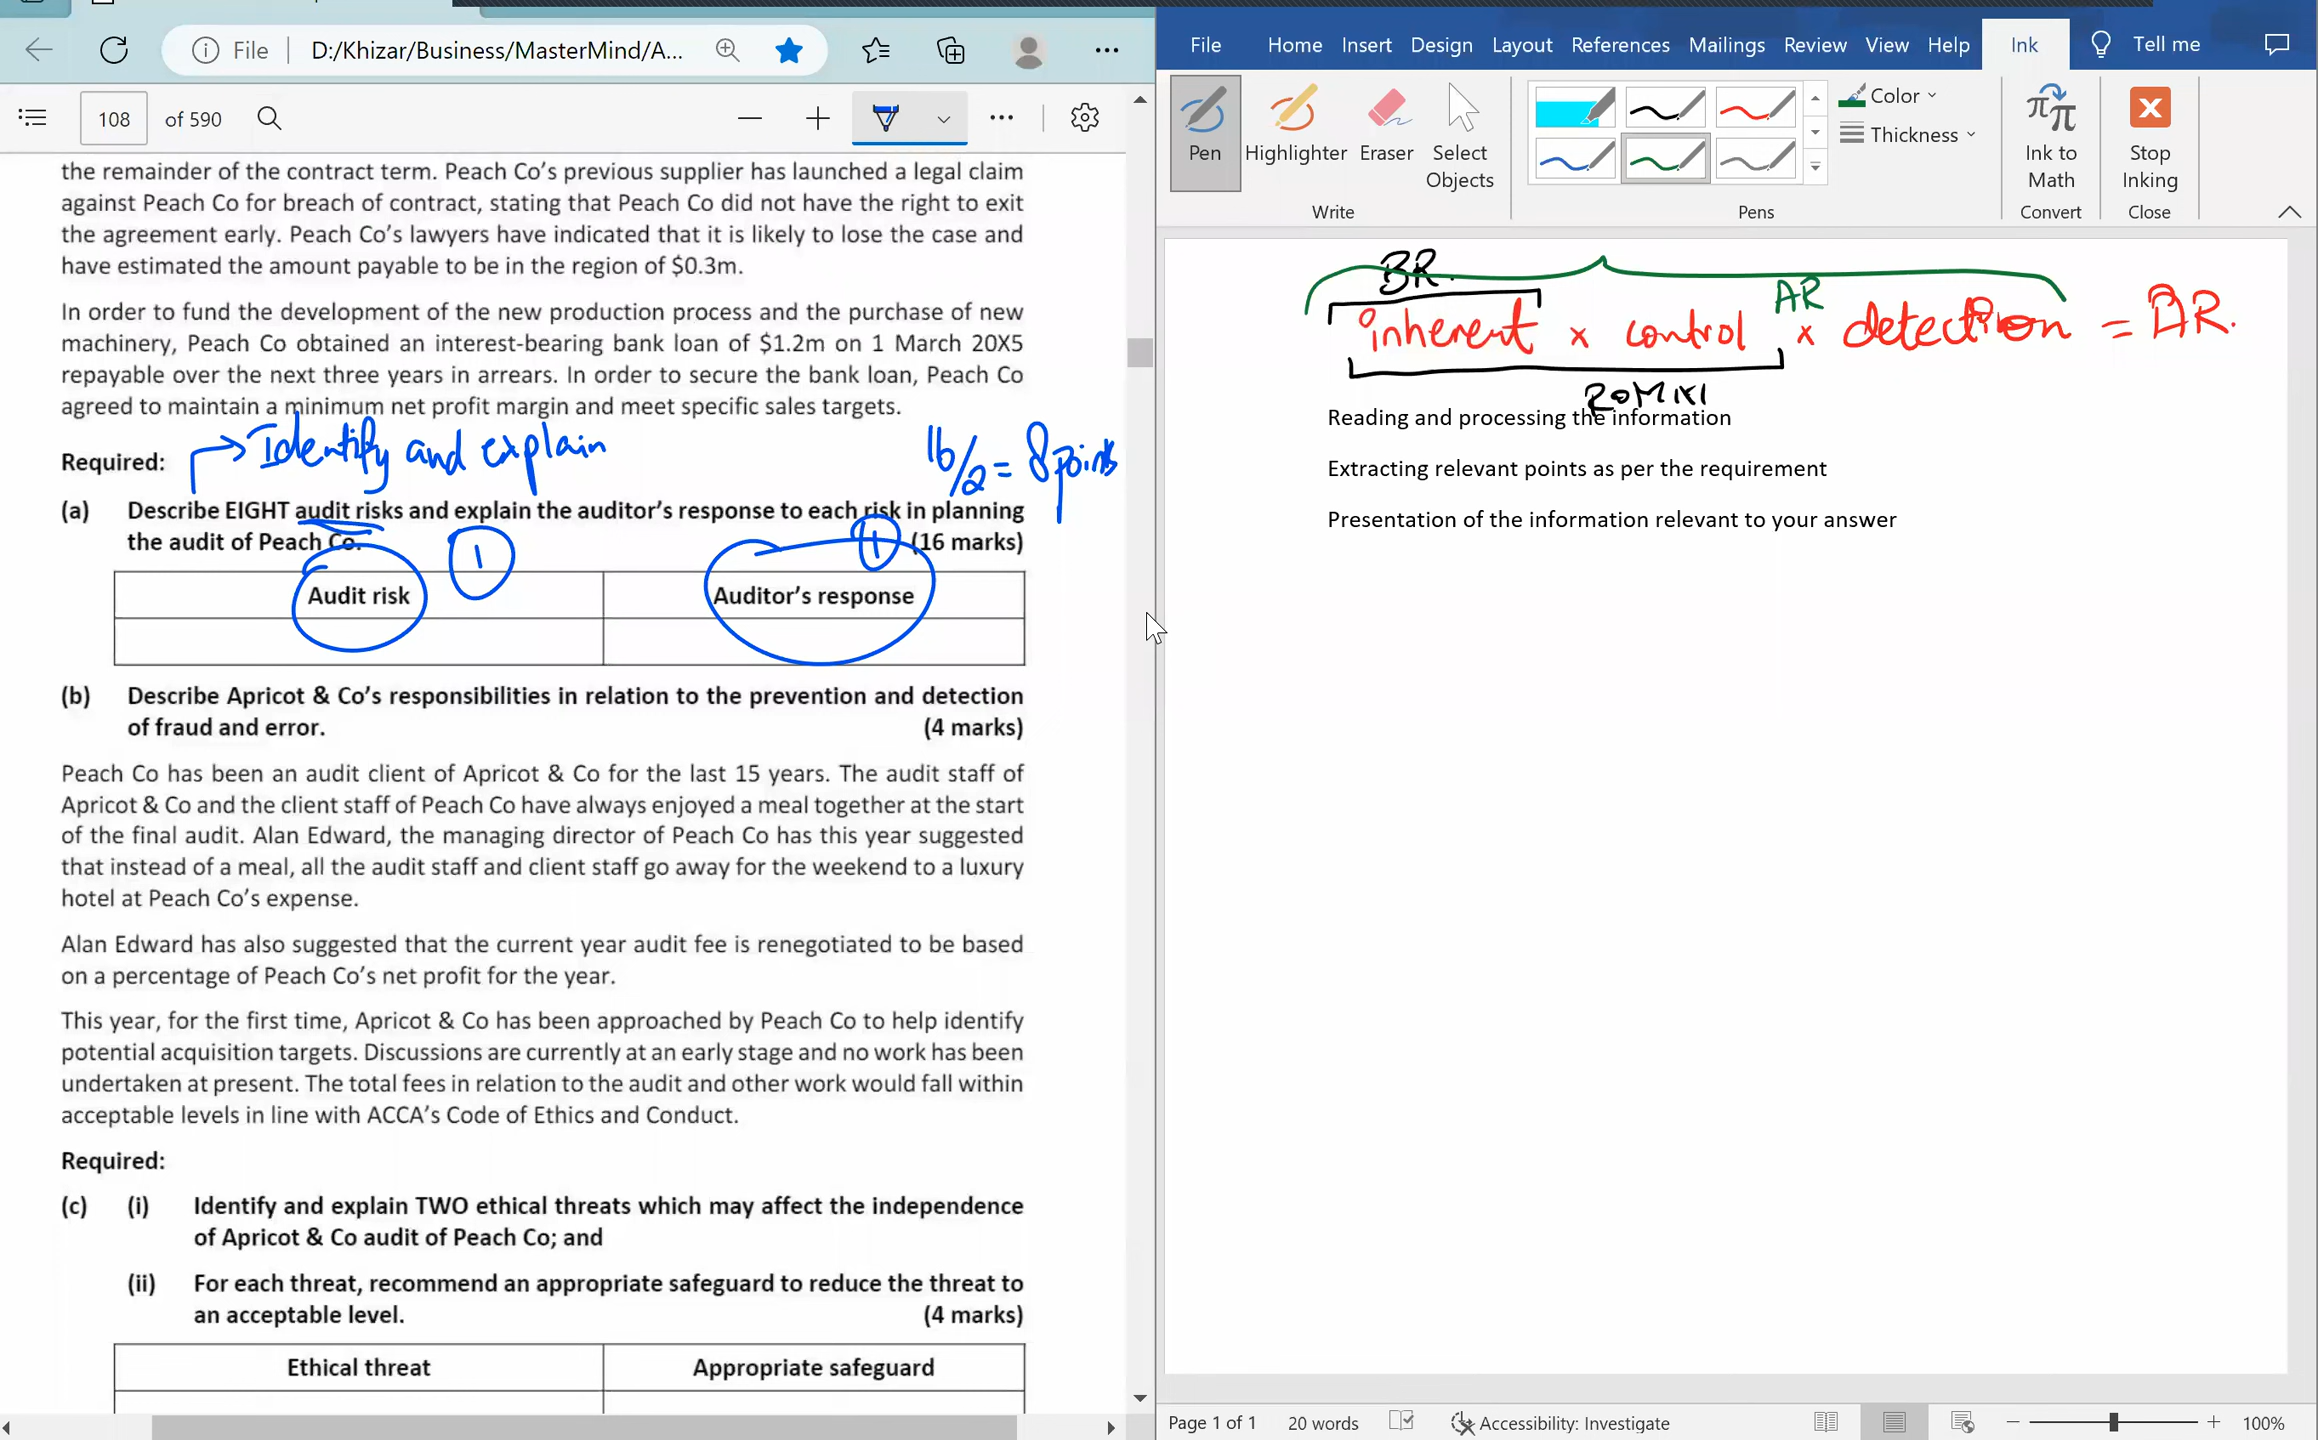 File D:/Khizar/Business/MasterMind/A...
108 of 590
the remainder of the contract term. Peach Co's previous supplier has launched a legal claim
against Peach Co for breach of contract, stating that Peach Co did not have the right to exit
the agreement early. Peach Co's lawyers have indicated that it is likely to lose the case and
have estimated the amount payable to be in the region of $0.3m.
In order to fund the development of the new production process and the purchase of new
machinery, Peach Co obtained an interest-bearing bank loan of $1.2m on 1 March 20X5
repayable over the next three years in arrears. In order to secure the bank loan, Peach Co
agreed to maintain a minimum net profit margin and meet specific sales targets.
Identify and explain
16/2 = 8 points
Required:
(a) Describe EIGHT audit risks and explain the auditor's response to each risk in planning
the audit of Peach Co. (16 marks)
1 1
Audit risk Auditor's response
(b) Describe Apricot & Co's responsibilities in relation to the prevention and detection
of fraud and error. (4 marks)
Peach Co has been an audit client of Apricot & Co for the last 15 years. The audit staff of
Apricot & Co and the client staff of Peach Co have always enjoyed a meal together at the start
of the final audit. Alan Edward, the managing director of Peach Co has this year suggested
that instead of a meal, all the audit staff and client staff go away for the weekend to a luxury
hotel at Peach Co's expense.
Alan Edward has also suggested that the current year audit fee is renegotiated to be based
on a percentage of Peach Co's net profit for the year.
This year, for the first time, Apricot & Co has been approached by Peach Co to help identify
potential acquisition targets. Discussions are currently at an early stage and no work has been
undertaken at present. The total fees in relation to the audit and other work would fall within
acceptable levels in line with ACCA's Code of Ethics and Conduct.
Required:
(c) (i) Identify and explain TWO ethical threats which may affect the independence
of Apricot & Co audit of Peach Co; and
(ii) For each threat, recommend an appropriate safeguard to reduce the threat to
an acceptable level. (4 marks)
Ethical threat Appropriate safeguard
File Home Insert Design Layout References Mailings Review View Help Ink Tell me
Pen Highlighter Eraser Select Objects
Color
Thickness
Ink to Math
Stop Inking
Write Pens Convert Close
BR.
AR
inherent x control x detection = AR.
ROMM
Reading and processing the information
Extracting relevant points as per the requirement
Presentation of the information relevant to your answer
Page 1 of 1 20 words Accessibility: Investigate 100%